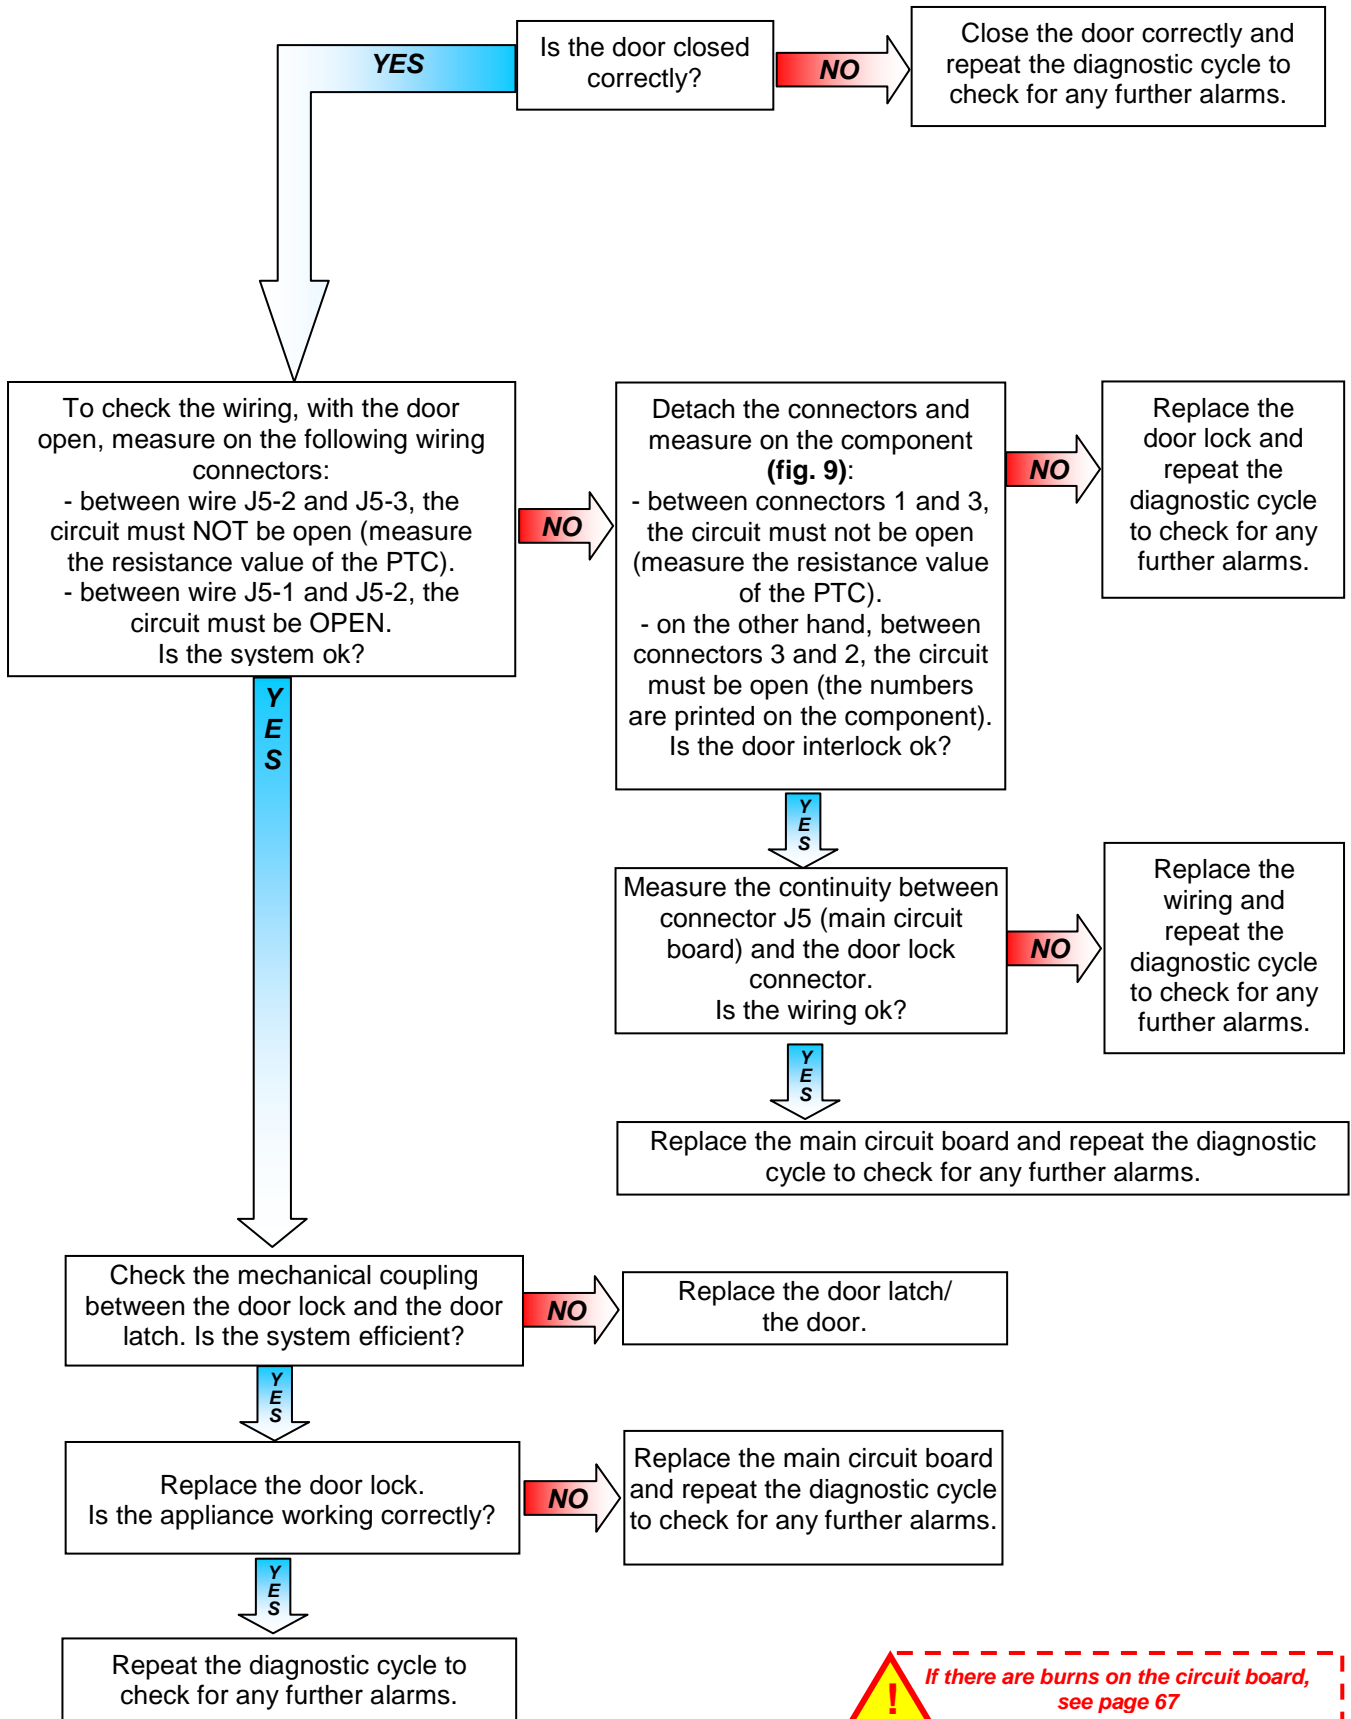 Is the door closed
correctly?
YES
NO
Close the door correctly and
repeat the diagnostic cycle to
check for any further alarms.
To check the wiring, with the door
open, measure on the following wiring
connectors:
- between wire J5-2 and J5-3, the
circuit must NOT be open (measure
the resistance value of the PTC).
- between wire J5-1 and J5-2, the
circuit must be OPEN.
Is the system ok?
NO
Detach the connectors and
measure on the component
(fig. 9):
- between connectors 1 and 3,
the circuit must not be open
(measure the resistance value
of the PTC).
- on the other hand, between
connectors 3 and 2, the circuit
must be open (the numbers
are printed on the component).
Is the door interlock ok?
NO
Replace the
door lock and
repeat the
diagnostic cycle
to check for any
further alarms.
Y
E
S
Y
E
S
Measure the continuity between
connector J5 (main circuit
board) and the door lock
connector.
Is the wiring ok?
NO
Replace the
wiring and
repeat the
diagnostic cycle
to check for any
further alarms.
Y
E
S
Replace the main circuit board and repeat the diagnostic
cycle to check for any further alarms.
Check the mechanical coupling
between the door lock and the door
latch. Is the system efficient?
NO
Replace the door latch/
the door.
Y
E
S
Replace the door lock.
Is the appliance working correctly?
NO
Replace the main circuit board
and repeat the diagnostic cycle
to check for any further alarms.
Y
E
S
Repeat the diagnostic cycle to
check for any further alarms.
!
If there are burns on the circuit board,
see page 67